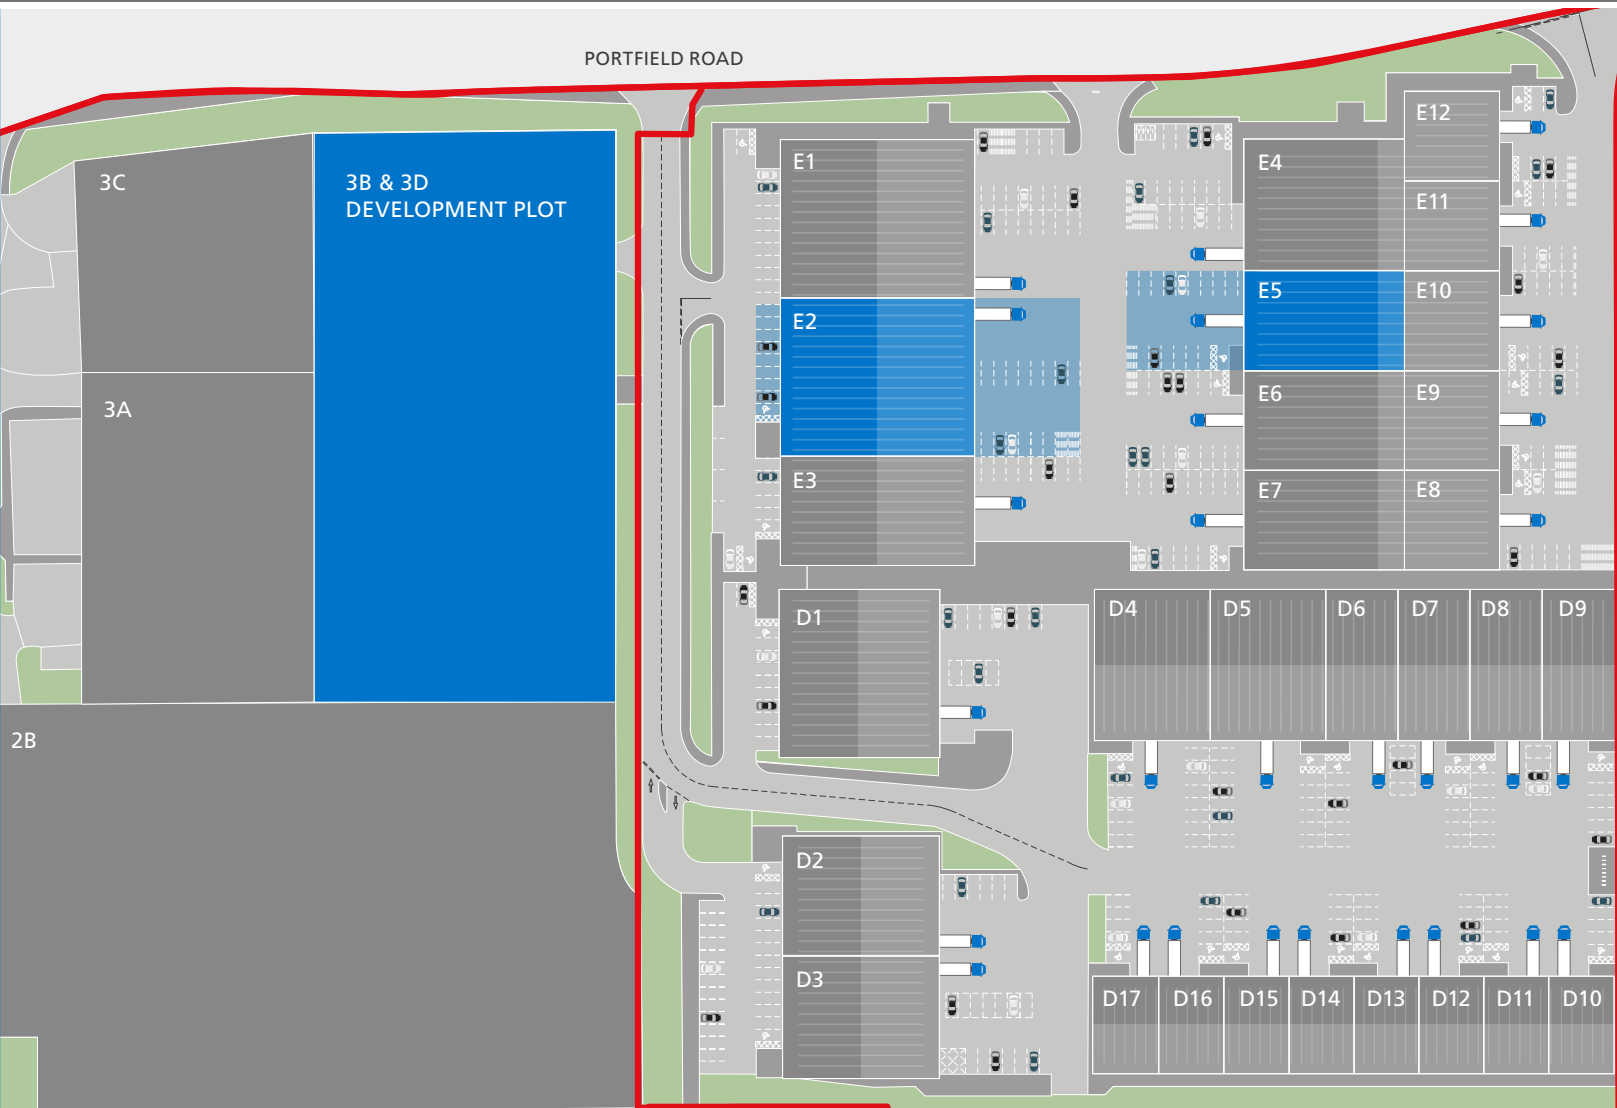 PORTFIELD ROAD
3C
3B & 3D
DEVELOPMENT PLOT
3A
2B
E1
E2
E3
E4
E12
E11
E5
E10
E6
E9
E7
E8
D1
D4
D5
D6
D7
D8
D9
D2
D3
D17
D16
D15
D14
D13
D12
D11
D10